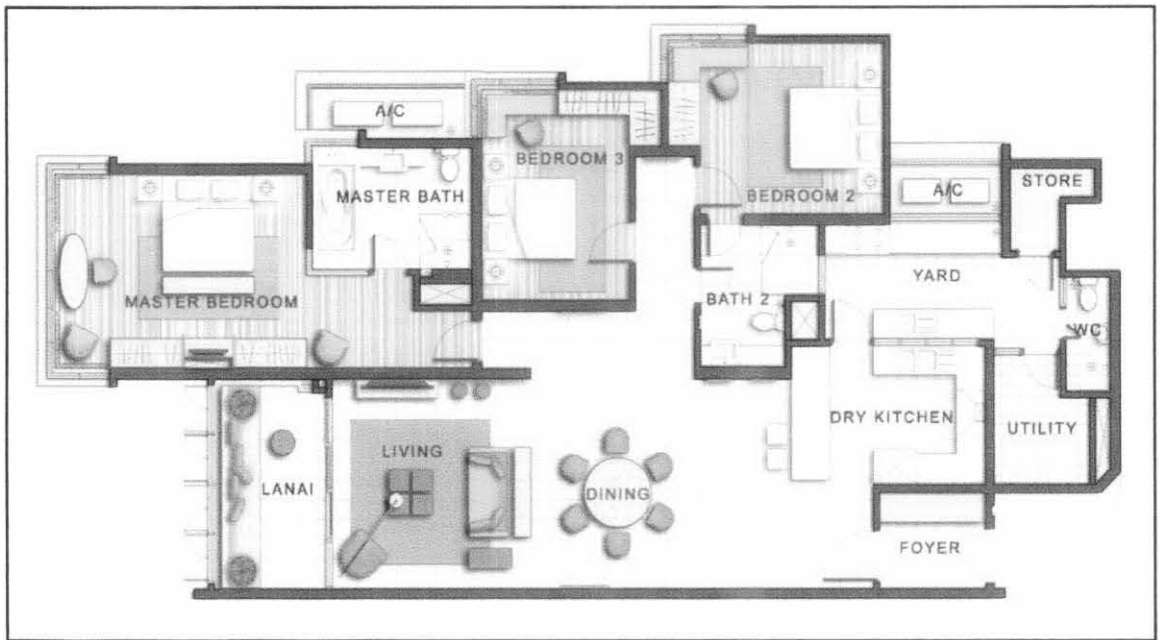 A/C
BEDROOM 3
MASTER BATH
BEDROOM 2
A/C
STORE
MASTER BEDROOM
BATH 2
YARD
WC
DRY KITCHEN
UTILITY
LIVING
LANAI
DINING
FOYER